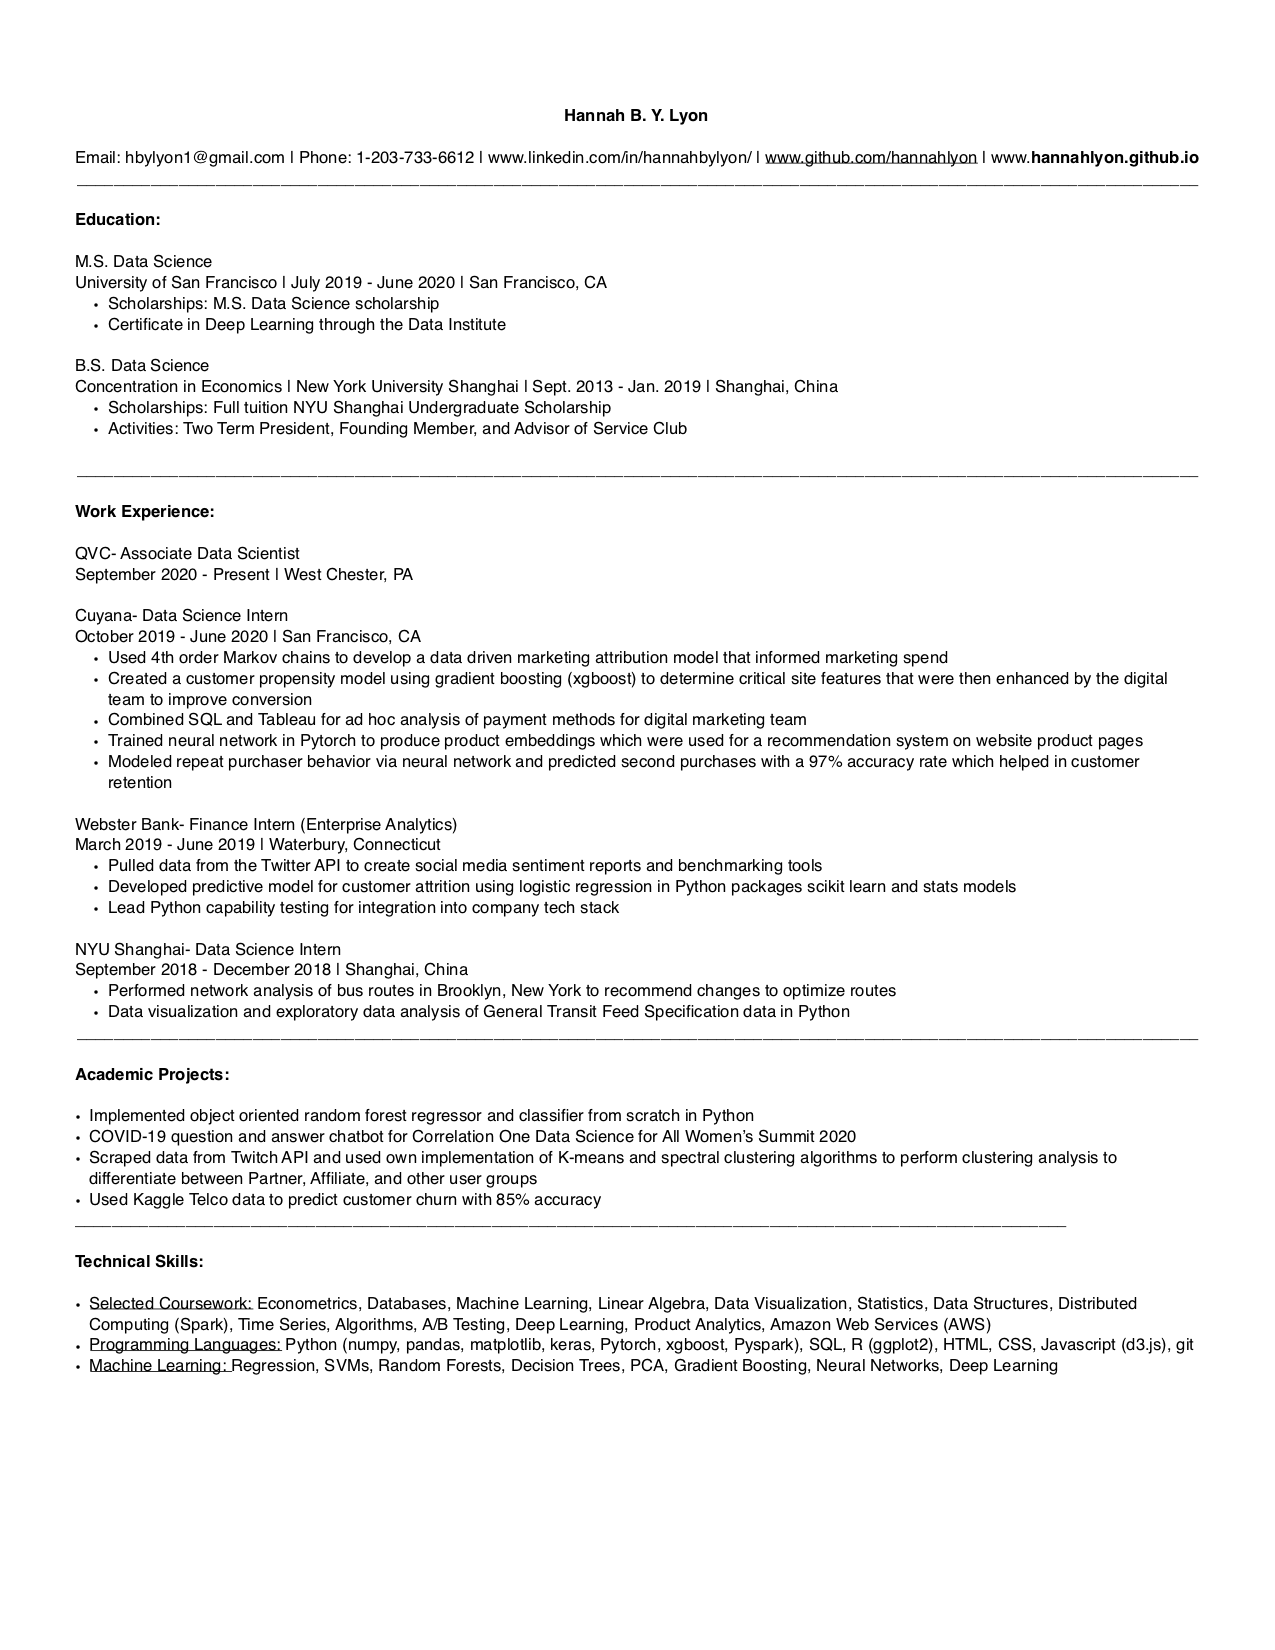 Hannah B. Y. Lyon
Email: hbylyon1@gmail.com | Phone: 1-203-733-6612 | www.linkedin.com/in/hannahbylyon/ | www.github.com/hannahlyon | www.hannahlyon.github.io
Education:
M.S. Data Science
University of San Francisco | July 2019 - June 2020 | San Francisco, CA
• Scholarships: M.S. Data Science scholarship
• Certificate in Deep Learning through the Data Institute
B.S. Data Science
Concentration in Economics | New York University Shanghai | Sept. 2013 - Jan. 2019 | Shanghai, China
• Scholarships: Full tuition NYU Shanghai Undergraduate Scholarship
• Activities: Two Term President, Founding Member, and Advisor of Service Club
Work Experience:
QVC- Associate Data Scientist
September 2020 - Present | West Chester, PA
Cuyana- Data Science Intern
October 2019 - June 2020 | San Francisco, CA
• Used 4th order Markov chains to develop a data driven marketing attribution model that informed marketing spend
• Created a customer propensity model using gradient boosting (xgboost) to determine critical site features that were then enhanced by the digital
team to improve conversion
• Combined SQL and Tableau for ad hoc analysis of payment methods for digital marketing team
• Trained neural network in Pytorch to produce product embeddings which were used for a recommendation system on website product pages
• Modeled repeat purchaser behavior via neural network and predicted second purchases with a 97% accuracy rate which helped in customer
retention
Webster Bank- Finance Intern (Enterprise Analytics)
March 2019 - June 2019 | Waterbury, Connecticut
• Pulled data from the Twitter API to create social media sentiment reports and benchmarking tools
• Developed predictive model for customer attrition using logistic regression in Python packages scikit learn and stats models
• Lead Python capability testing for integration into company tech stack
NYU Shanghai- Data Science Intern
September 2018 - December 2018 | Shanghai, China
• Performed network analysis of bus routes in Brooklyn, New York to recommend changes to optimize routes
• Data visualization and exploratory data analysis of General Transit Feed Specification data in Python
Academic Projects:
• Implemented object oriented random forest regressor and classifier from scratch in Python
• COVID-19 question and answer chatbot for Correlation One Data Science for All Women’s Summit 2020
• Scraped data from Twitch API and used own implementation of K-means and spectral clustering algorithms to perform clustering analysis to
differentiate between Partner, Affiliate, and other user groups
• Used Kaggle Telco data to predict customer churn with 85% accuracy
Technical Skills:
• Selected Coursework: Econometrics, Databases, Machine Learning, Linear Algebra, Data Visualization, Statistics, Data Structures, Distributed
Computing (Spark), Time Series, Algorithms, A/B Testing, Deep Learning, Product Analytics, Amazon Web Services (AWS)
• Programming Languages: Python (numpy, pandas, matplotlib, keras, Pytorch, xgboost, Pyspark), SQL, R (ggplot2), HTML, CSS, Javascript (d3.js), git
• Machine Learning: Regression, SVMs, Random Forests, Decision Trees, PCA, Gradient Boosting, Neural Networks, Deep Learning